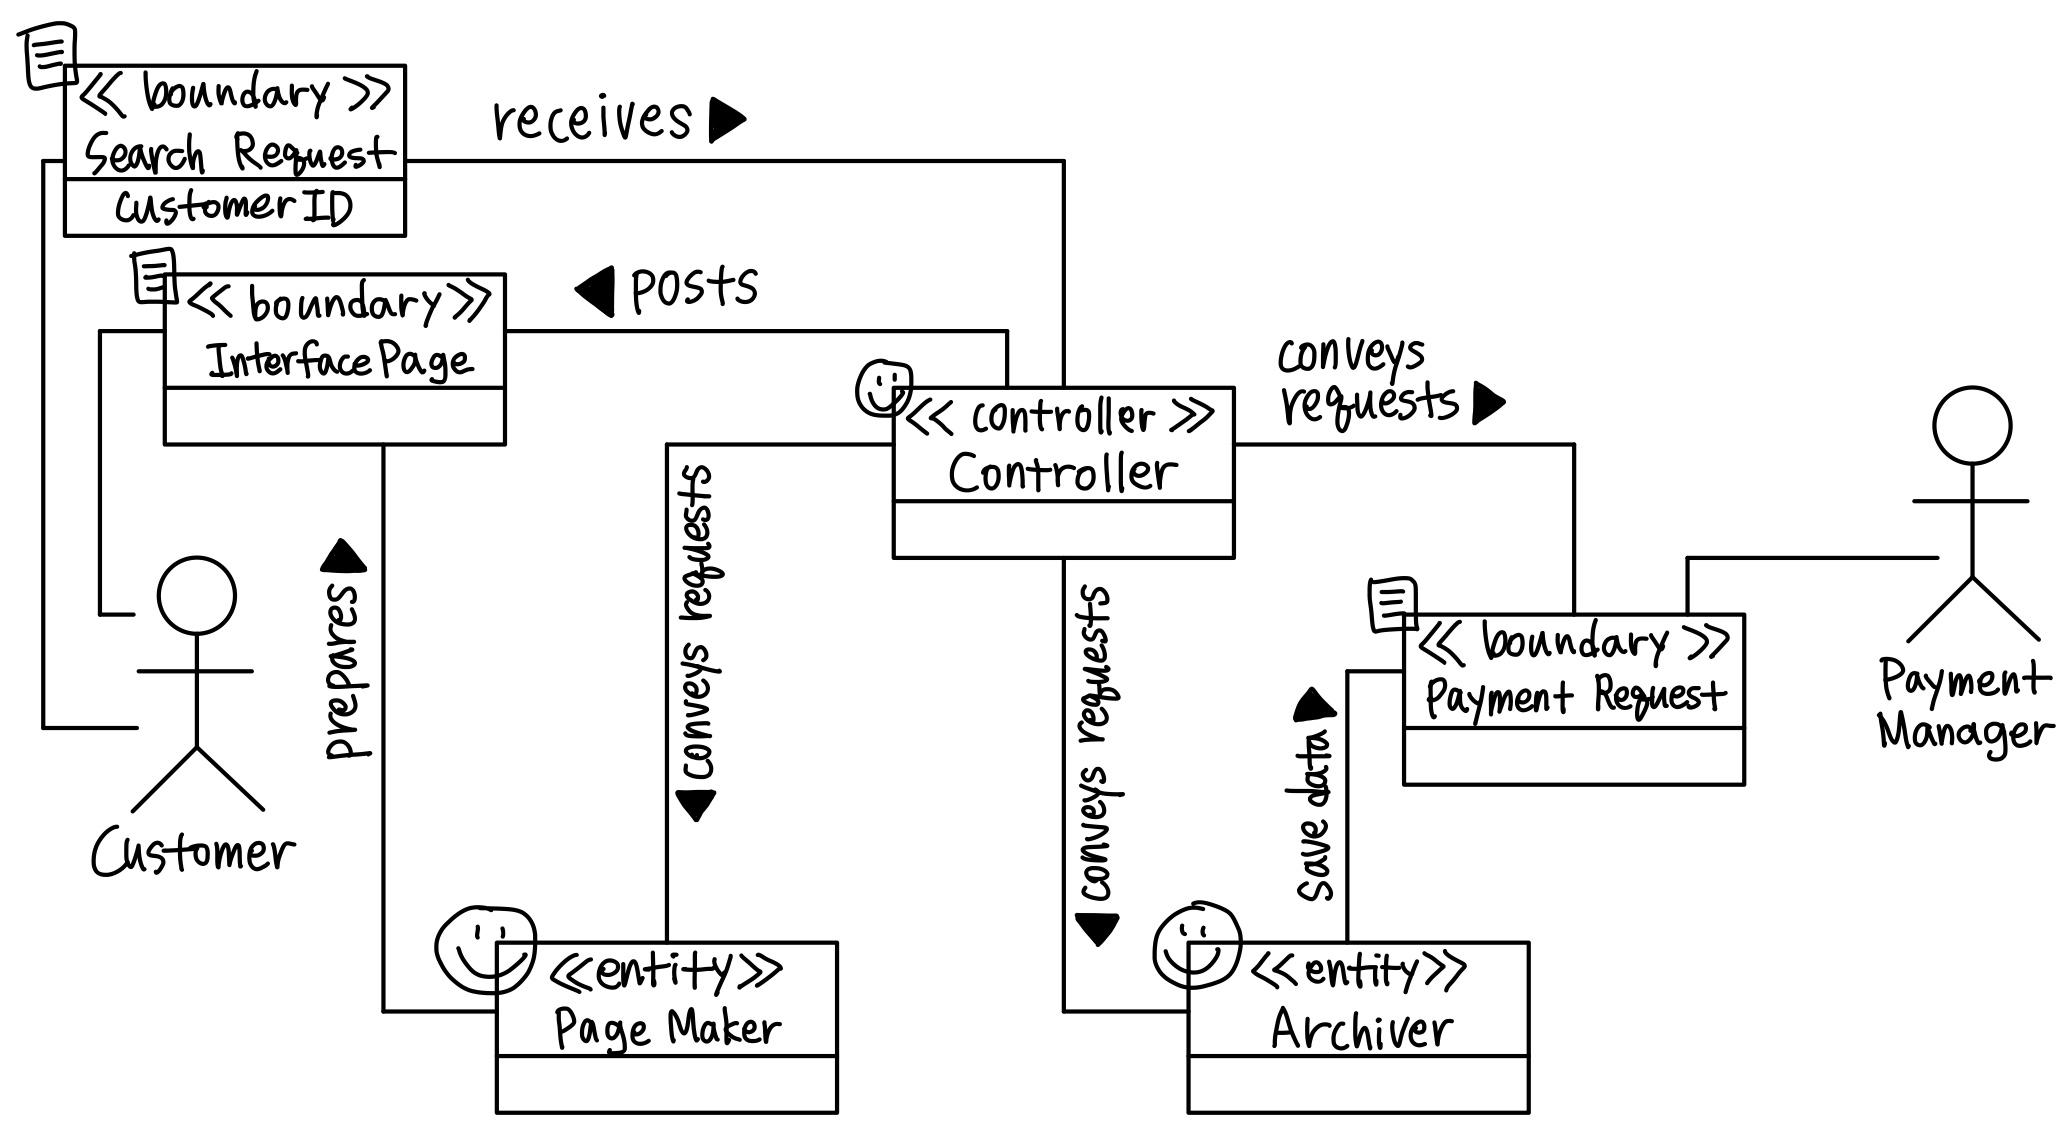 << boundary >>
Search Request
Customer ID
receives ▶
<< boundary >>
Interface Page
◀ posts
<< controller >>
Controller
conveys
requests ▶
prepares ▶
conveys requests ▶
conveys requests ▶
save data ▶
<< boundary >>
Payment Request
Payment
Manager
Customer
<<entity>>
Page Maker
<<entity>>
Archiver